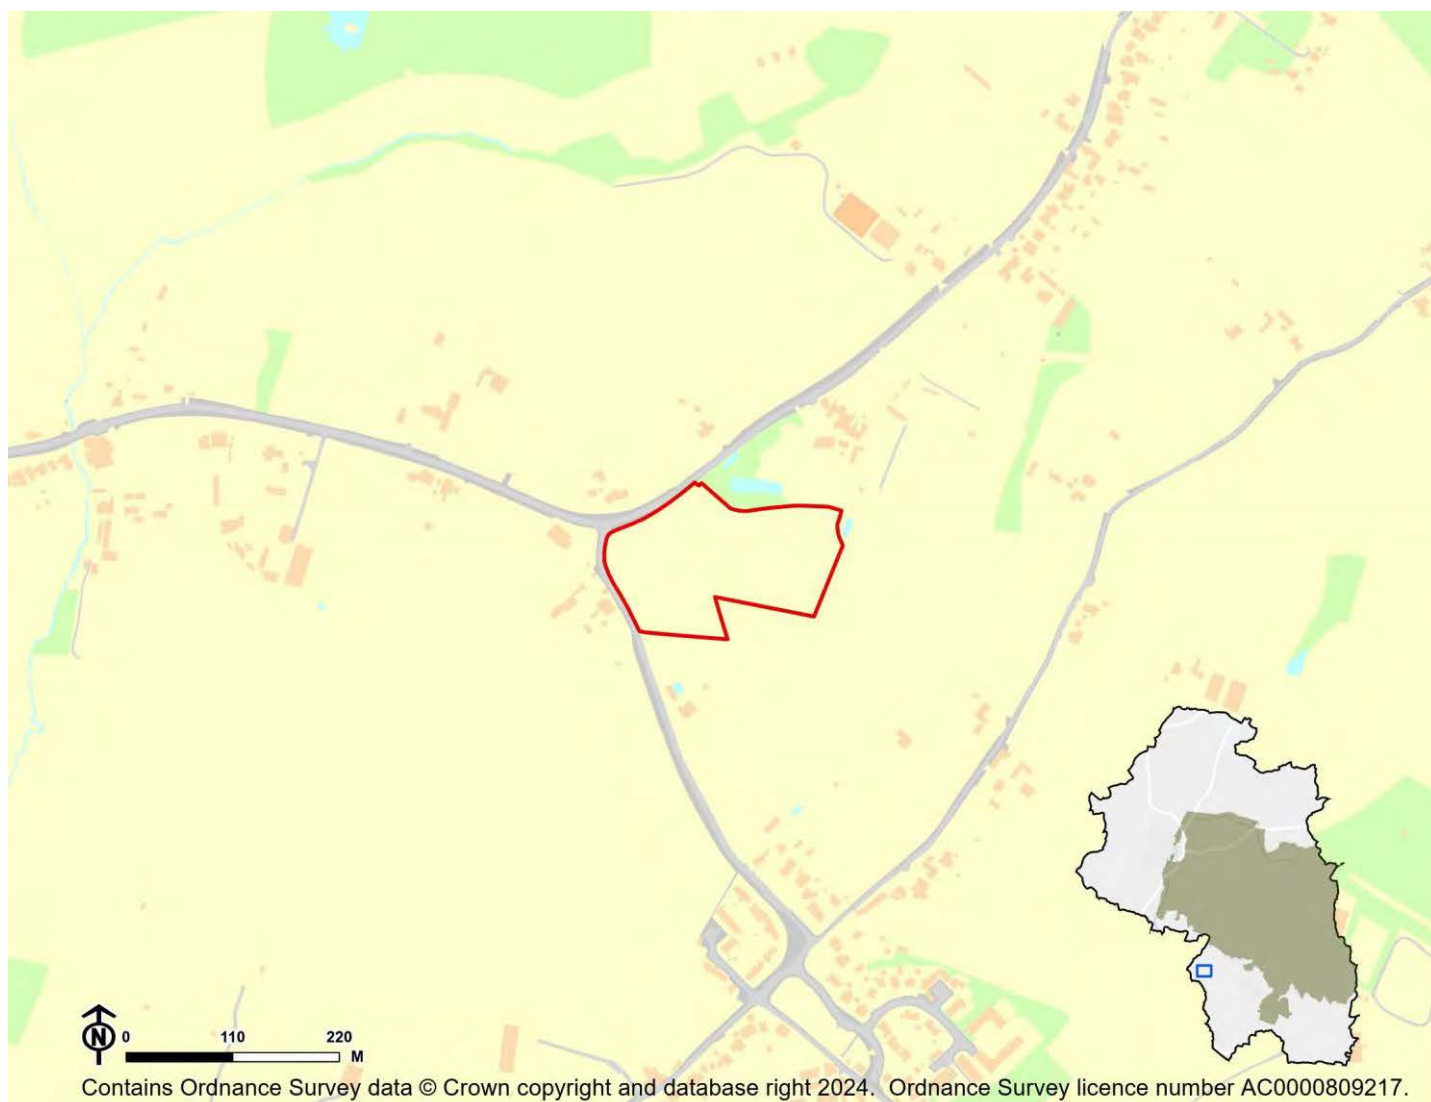 N
0 110 220
M
Contains Ordnance Survey data © Crown copyright and database right 2024. Ordnance Survey licence number AC0000809217.